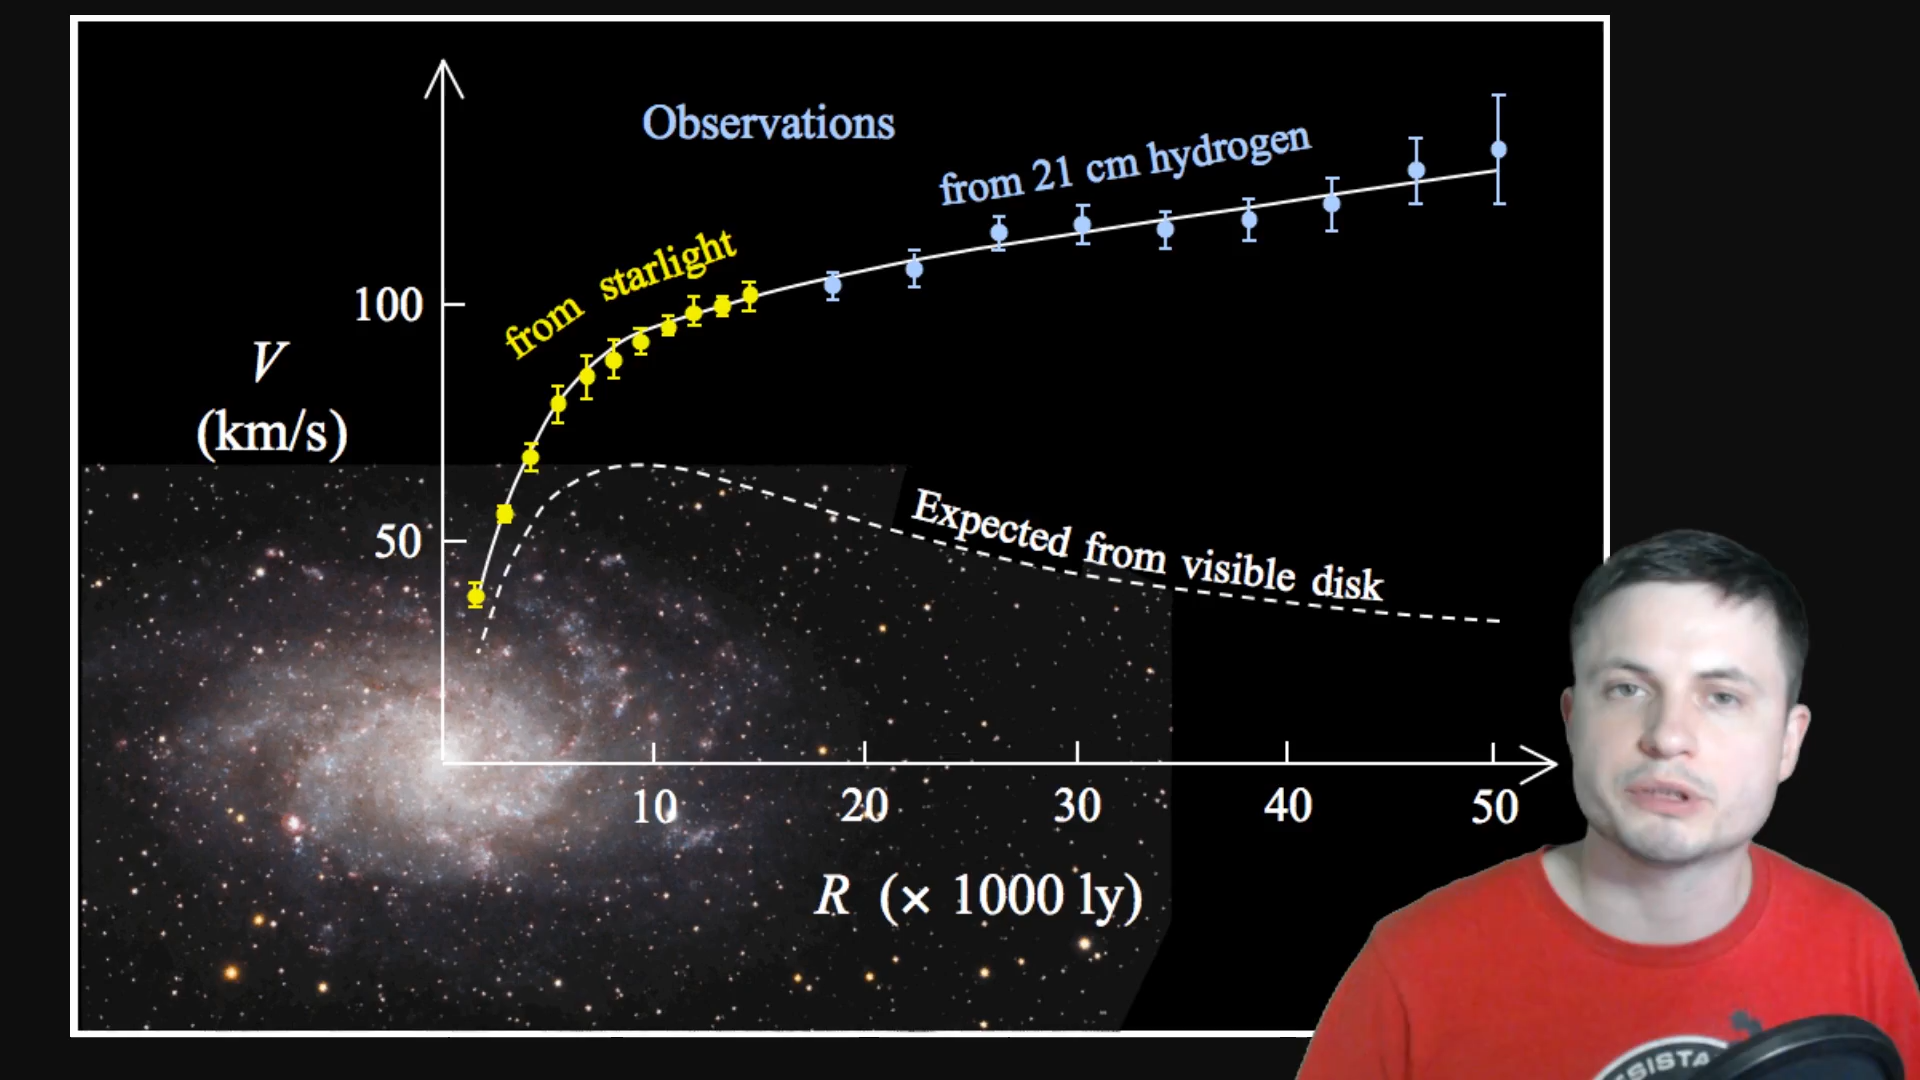 Observations
from 21 cm hydrogen
from starlight
100
V
(km/s)
50
Expected from visible disk
10 20 30 40 50
R (× 1000 ly)